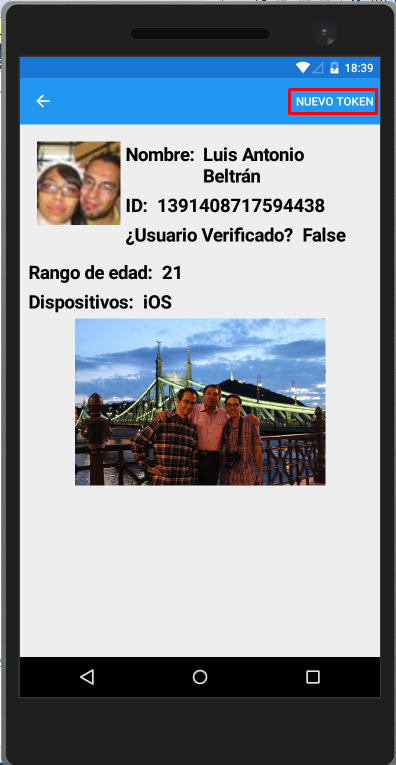 18:39
NUEVO TOKEN
Nombre: Luis Antonio
Beltrán
ID: 1391408717594438
¿Usuario Verificado? False
Rango de edad: 21
Dispositivos: iOS